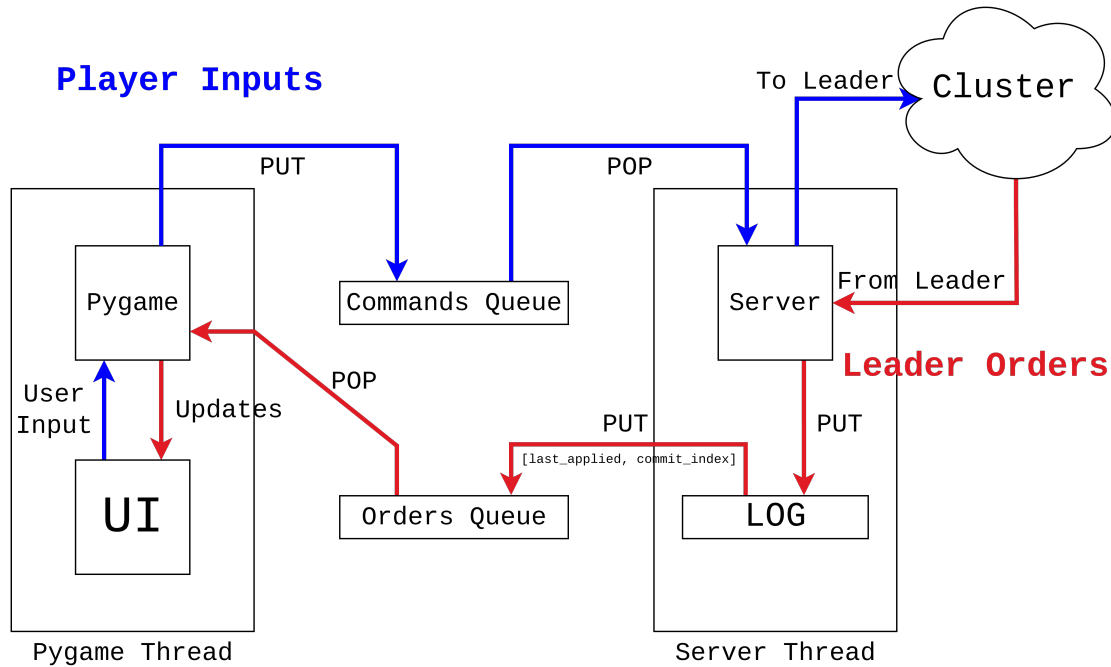 Player Inputs
To Leader
Cluster
PUT
POP
Pygame
Commands Queue
Server
From Leader
Leader Orders
User
Input
Updates
POP
PUT
PUT
[last_applied, commit_index]
UI
Orders Queue
LOG
Pygame Thread
Server Thread